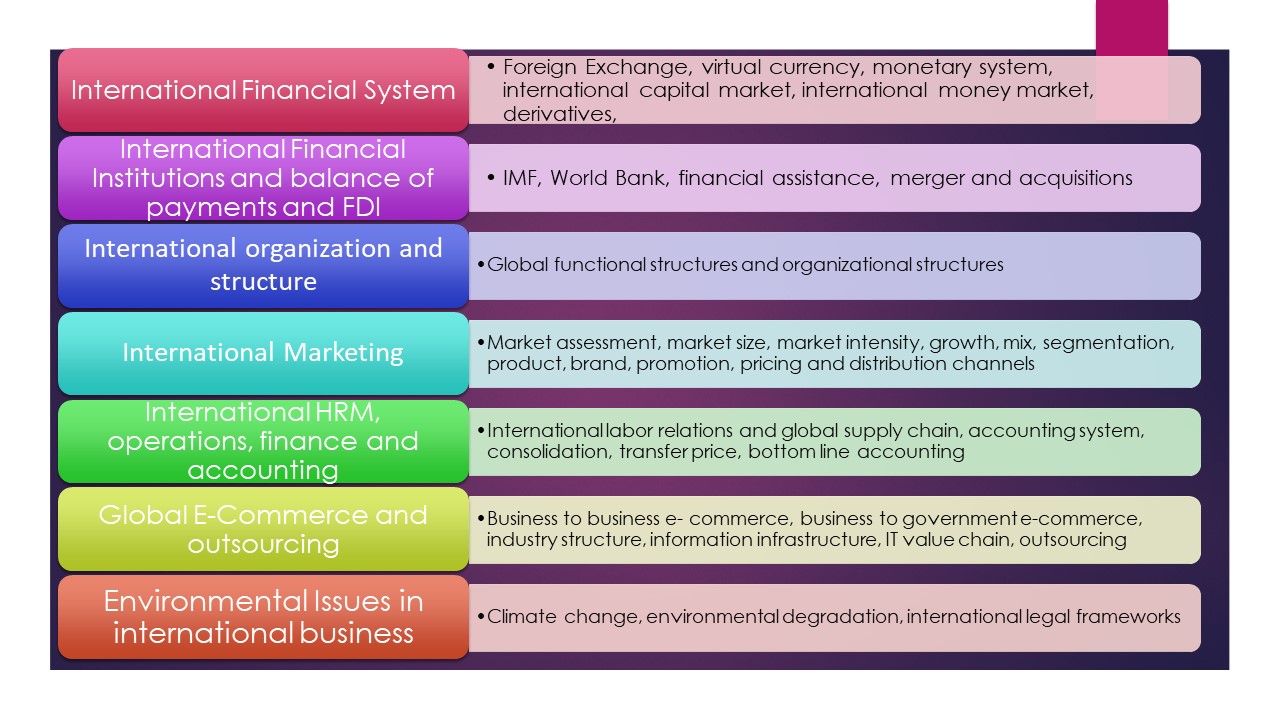 International Financial System
• Foreign Exchange, virtual currency, monetary system,
international capital market, international money market,
derivatives,
International Financial
Institutions and balance of
payments and FDI
• IMF, World Bank, financial assistance, merger and acquisitions
International organization and
structure
•Global functional structures and organizational structures
International Marketing
•Market assessment, market size, market intensity, growth, mix, segmentation,
product, brand, promotion, pricing and distribution channels
International HRM,
operations, finance and
accounting
•International labor relations and global supply chain, accounting system,
consolidation, transfer price, bottom line accounting
Global E-Commerce and
outsourcing
•Business to business e- commerce, business to government e-commerce,
industry structure, information infrastructure, IT value chain, outsourcing
Environmental Issues in
international business
•Climate change, environmental degradation, international legal frameworks